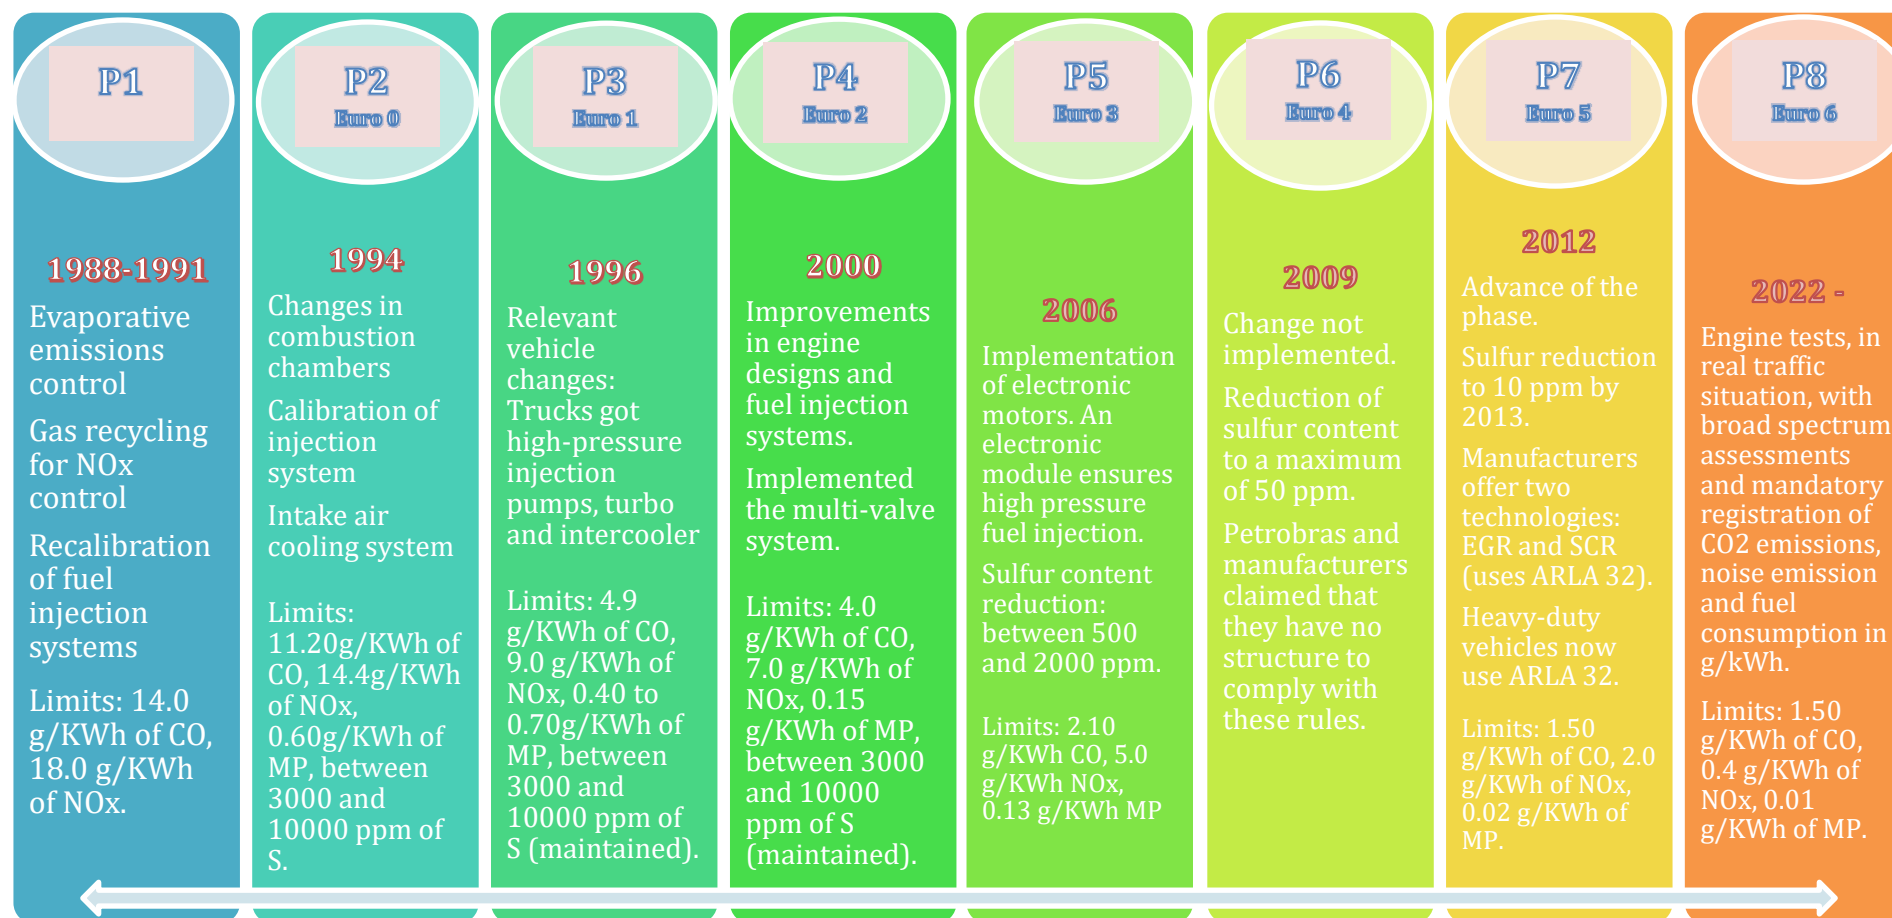 P1
1988-1991
Evaporative
emissions
control
Gas recycling
for NOx
control
Recalibration
of fuel
injection
systems
Limits: 14.0
g/KWh of CO,
18.0 g/KWh
of NOx.
P2
Euro 0
1994
Changes in
combustion
chambers
Calibration of
injection
system
Intake air
cooling system
Limits:
11.20g/KWh of
CO, 14.4g/KWh
of NOx,
0.60g/KWh of
MP, between
3000 and
10000 ppm of
S.
P3
Euro 1
1996
Relevant
vehicle
changes:
Trucks got
high-pressure
injection
pumps, turbo
and intercooler
Limits: 4.9
g/KWh of CO,
9.0 g/KWh of
NOx, 0.40 to
0.70g/KWh of
MP, between
3000 and
10000 ppm of
S (maintained).
P4
Euro 2
2000
Improvements
in engine
designs and
fuel injection
systems.
Implemented
the multi-valve
system.
Limits: 4.0
g/KWh of CO,
7.0 g/KWh of
NOx, 0.15
g/KWh of MP,
between 3000
and 10000
ppm of S
(maintained).
P5
Euro 3
2006
Implementation
of electronic
motors. An
electronic
module ensures
high pressure
fuel injection.
Sulfur content
reduction:
between 500
and 2000 ppm.
Limits: 2.10
g/KWh CO, 5.0
g/KWh NOx,
0.13 g/KWh MP
P6
Euro 4
2009
Change not
implemented.
Reduction of
sulfur content
to a maximum
of 50 ppm.
Petrobras and
manufacturers
claimed that
they have no
structure to
comply with
these rules.
P7
Euro 5
2012
Advance of the
phase.
Sulfur reduction
to 10 ppm by
2013.
Manufacturers
offer two
technologies:
EGR and SCR
(uses ARLA 32).
Heavy-duty
vehicles now
use ARLA 32.
Limits: 1.50
g/KWh of CO, 2.0
g/KWh of NOx,
0.02 g/KWh of
MP.
P8
Euro 6
2022 -
Engine tests, in
real traffic
situation, with
broad spectrum
assessments
and mandatory
registration of
CO2 emissions,
noise emission
and fuel
consumption in
g/kWh.
Limits: 1.50
g/KWh of CO,
0.4 g/KWh of
NOx, 0.01
g/KWh of MP.